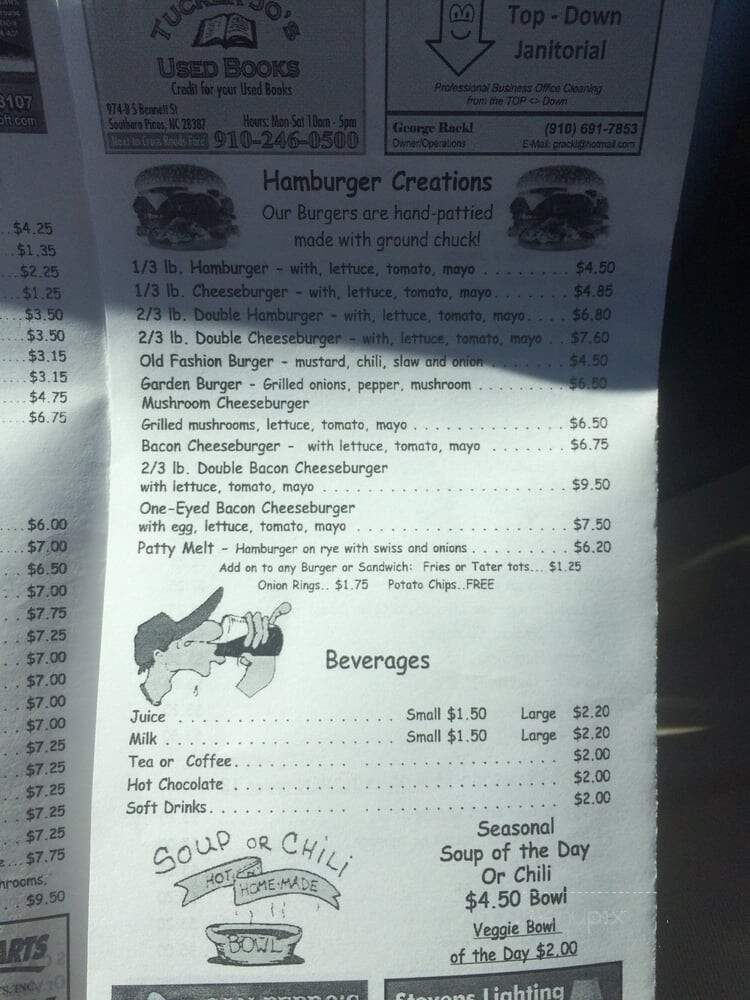 TUCKER JO'S
USED BOOKS
Credit for your Used Books
974-B S Bennett St
Southern Pines, NC 28387
Hours: Mon-Sat 10am - 5pm
910-246-0500
Top - Down
Janitorial
Professional Business Office Cleaning
from the TOP <> Down
George Rackl
Owner/Operations
(910) 691-7853
E-Mail: grackl@hotmail.com
3107
oft.com
$4.25
$1.35
$2.25
$1.25
$3.50
$3.50
$3.15
$3.15
$4.75
$6.75
$6.00
$7.00
$6.50
$7.00
$7.75
$7.25
$7.00
$7.00
$7.00
$7.00
$7.25
$7.25
$7.25
$7.25
$7.25
e... $7.75
hrooms,
$9.50
ARTS
Hamburger Creations
Our Burgers are hand-pattied
made with ground chuck!
1/3 lb. Hamburger - with, lettuce, tomato, mayo ........ $4.50
1/3 lb. Cheeseburger - with, lettuce, tomato, mayo....... $4.85
2/3 lb. Double Hamburger - with, lettuce, tomato, mayo.... $6.80
2/3 lb. Double Cheeseburger - with, lettuce, tomato, mayo .. $7.60
Old Fashion Burger - mustard, chili, slaw and onion ....... $4.50
Garden Burger - Grilled onions, pepper, mushroom ......... $6.50
Mushroom Cheeseburger
Grilled mushrooms, lettuce, tomato, mayo ............... $6.50
Bacon Cheeseburger - with lettuce, tomato, mayo ....... $6.75
2/3 lb. Double Bacon Cheeseburger
with lettuce, tomato, mayo ........................ $9.50
One-Eyed Bacon Cheeseburger
with egg, lettuce, tomato, mayo .................... $7.50
Patty Melt - Hamburger on rye with swiss and onions .......... $6.20
Add on to any Burger or Sandwich: Fries or Tater tots... $1.25
Onion Rings.. $1.75 Potato Chips..FREE
Beverages
Juice ..................... Small $1.50 Large $2.20
Milk ....................... Small $1.50 Large $2.20
Tea or Coffee................................ $2.00
Hot Chocolate ................................ $2.00
Soft Drinks.................................. $2.00
SOUP OR CHILI
HOT &
HOME-MADE
BOWL
Seasonal
Soup of the Day
Or Chili
$4.50 Bowl
Veggie Bowl
of the Day $2.00
Stevens Lighting